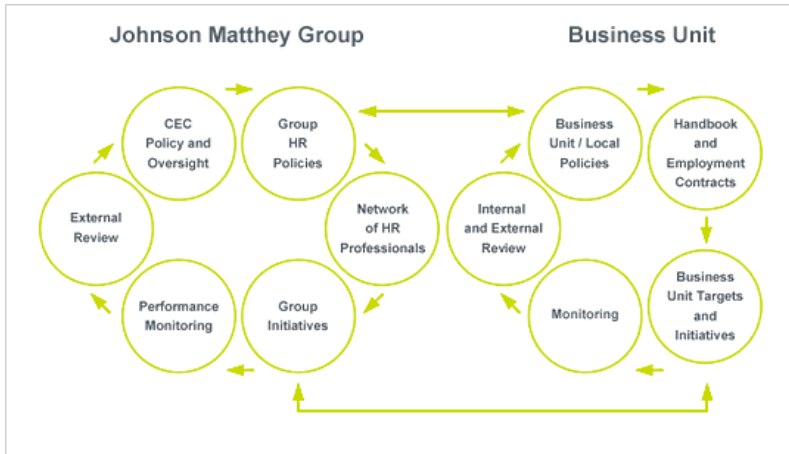 Johnson Matthey Group
Business Unit
CEC
Policy and
Oversight
Group
HR
Policies
Network
of HR
Professionals
Group
Initiatives
Performance
Monitoring
External
Review
Business
Unit / Local
Policies
Handbook
and
Employment
Contracts
Business
Unit Targets
and
Initiatives
Monitoring
Internal
and External
Review